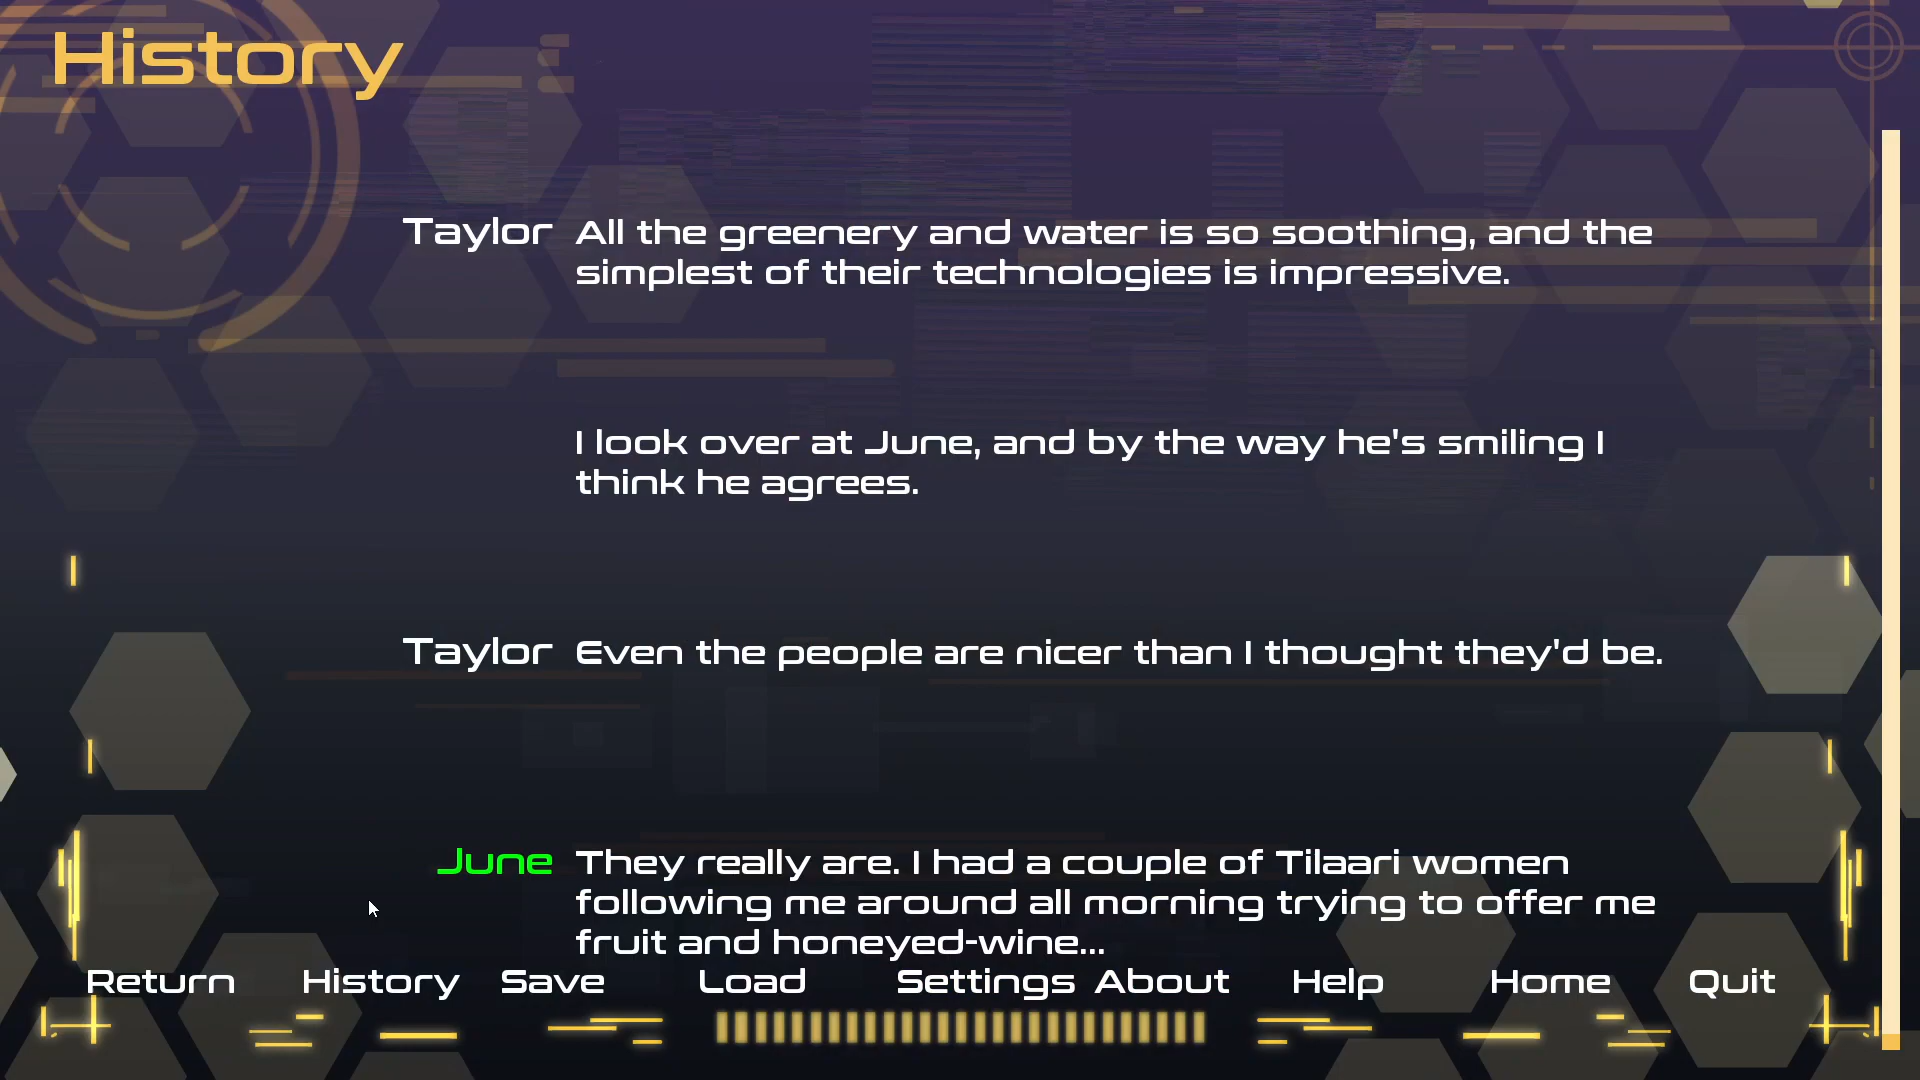 History
Taylor All the greenery and water is so soothing, and the
simplest of their technologies is impressive.
I look over at June, and by the way he's smiling I
think he agrees.
Taylor Even the people are nicer than I thought they'd be.
June They really are. I had a couple of Tilaari women
following me around all morning trying to offer me
fruit and honeyed-wine...
Return History Save Load Settings About Help Home Quit